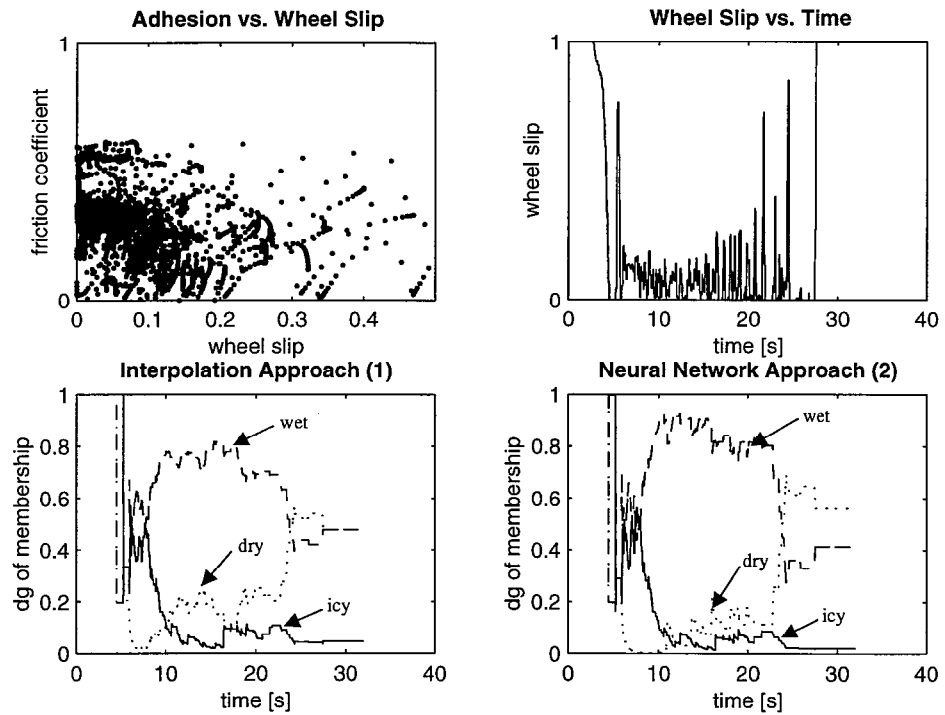 Adhesion vs. Wheel Slip
1
friction coefficient
0
0 0.1 0.2 0.3 0.4
wheel slip
Wheel Slip vs. Time
1
wheel slip
0
0 10 20 30 40
time [s]
Interpolation Approach (1)
1
0.8
0.6
0.4
0.2
0
dg of membership
wet
dry
icy
0 10 20 30 40
time [s]
Neural Network Approach (2)
1
0.8
0.6
0.4
0.2
0
dg of membership
wet
dry
icy
0 10 20 30 40
time [s]